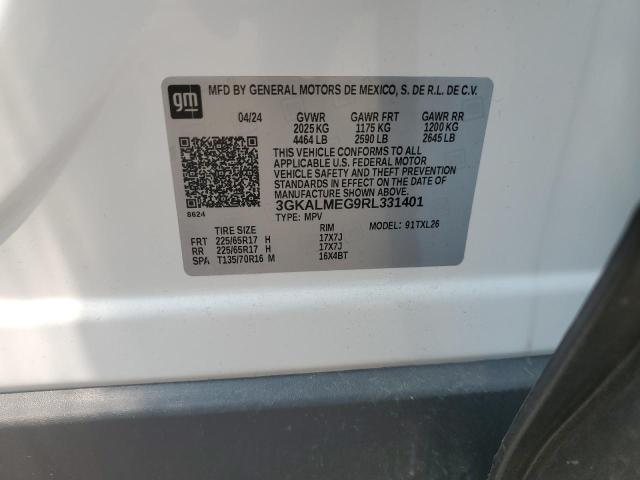 gm
MFD BY GENERAL MOTORS DE MEXICO, S. DE R.L. DE C.V.
04/24 GVWR GAWR FRT GAWR RR
2025 KG 1175 KG 1200 KG
4464 LB 2590 LB 2645 LB
THIS VEHICLE CONFORMS TO ALL
APPLICABLE U.S. FEDERAL MOTOR
VEHICLE SAFETY AND THEFT PREVENTION
STANDARDS IN EFFECT ON THE DATE OF
MANUFACTURE SHOWN ABOVE.
3GKALMEG9RL331401
8624
TYPE: MPV MODEL: 91TXL26
TIRE SIZE RIM
FRT 225/65R17 H 17X7J
RR 225/65R17 H 17X7J
SPA T135/70R16 M 16X4BT